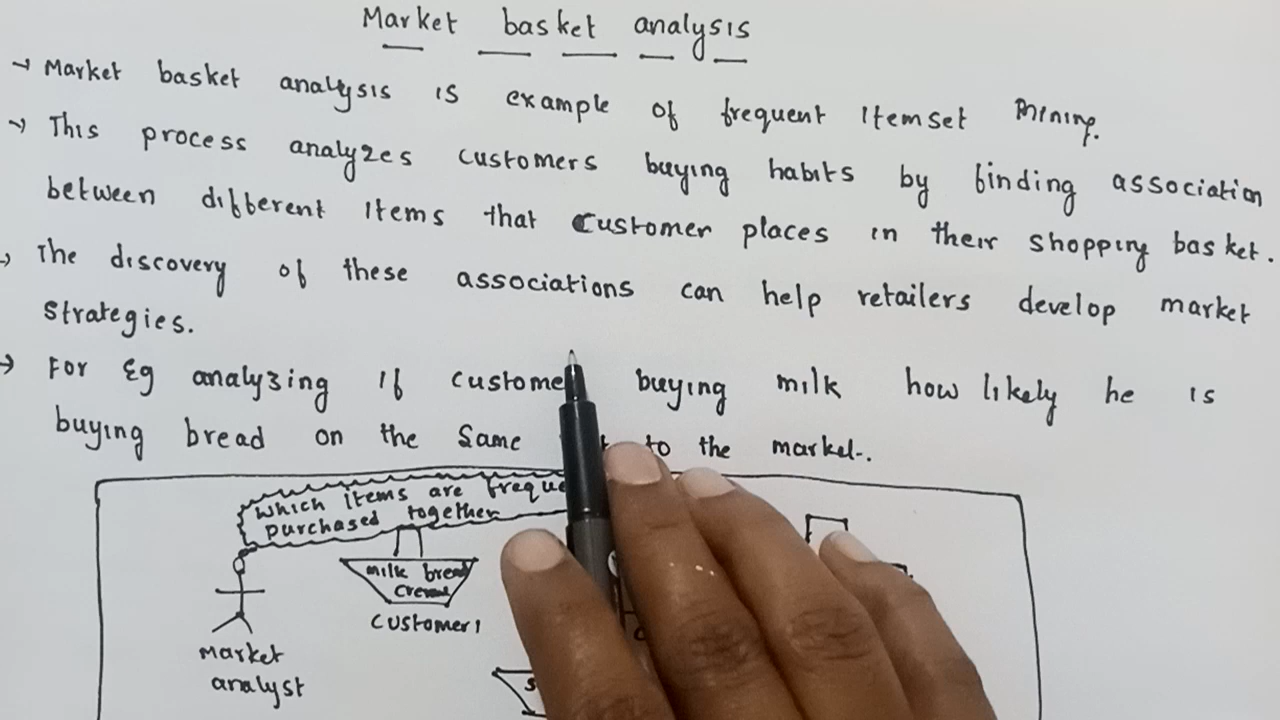 Market basket analysis
→ Market basket analysis is example of frequent Itemset Mining.
→ This process analyzes customers buying habits by finding association
between different Items that Customer places in their shopping basket.
→ The discovery of these associations can help retailers develop market
Strategies.
→ For Eg analyzing If customer buying milk how likely he is
buying bread on the Same to the market.
Which Items are
purchased together
milk bread
Customer 1
Market
analyst